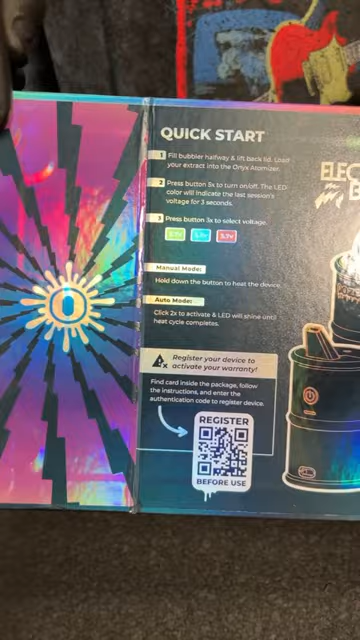 QUICK START
1 Fill bubbler halfway & lift back lid. Load
your extract into the Onyx Atomizer.
2 Press button 5x to turn on/off. The LED
color will indicate the last session's
voltage for 3 seconds.
3 Press button 3x to select voltage.
3.7V
Manual Mode:
Hold down the button to heat the device.
Auto Mode:
Click 2x to activate & LED will shine until
heat cycle completes.
Register your device to
activate your warranty!
Find card inside the package, follow
the instructions, and enter the
authentication code to register device.
REGISTER
BEFORE USE
ELEC
O